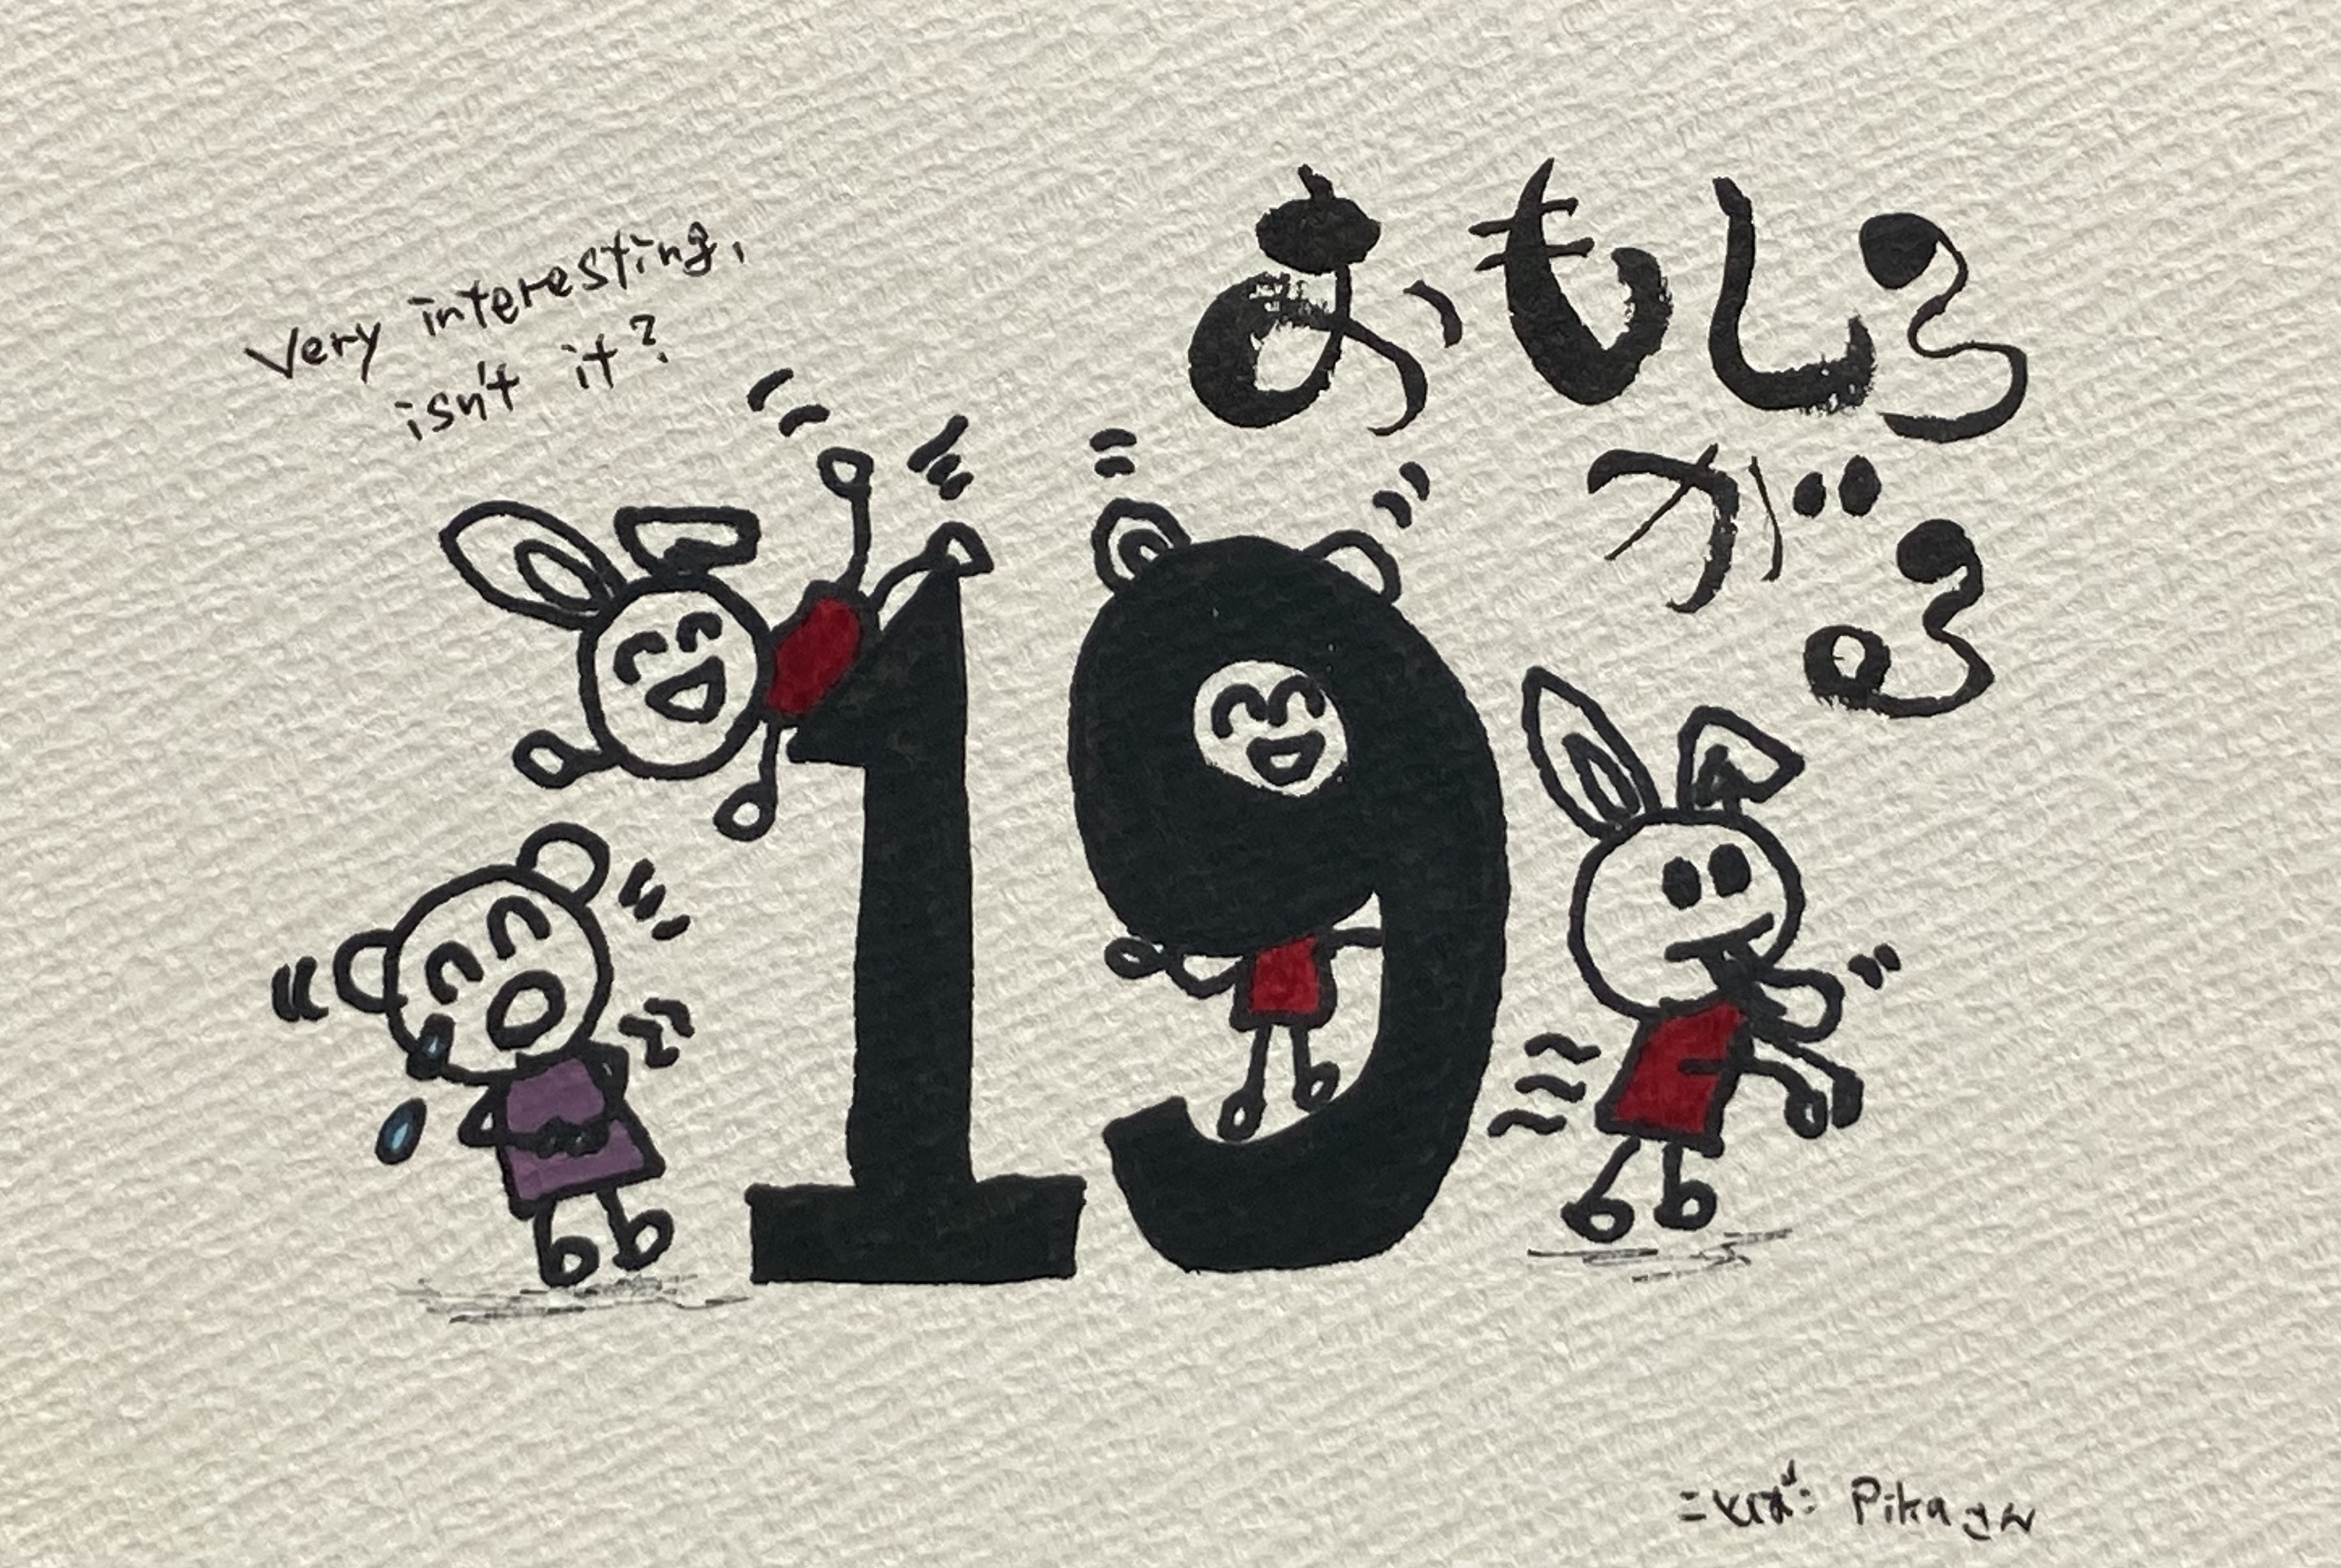 Very interesting,
isn't it?
おもしろ
がる
19
ことば: Pikaさん